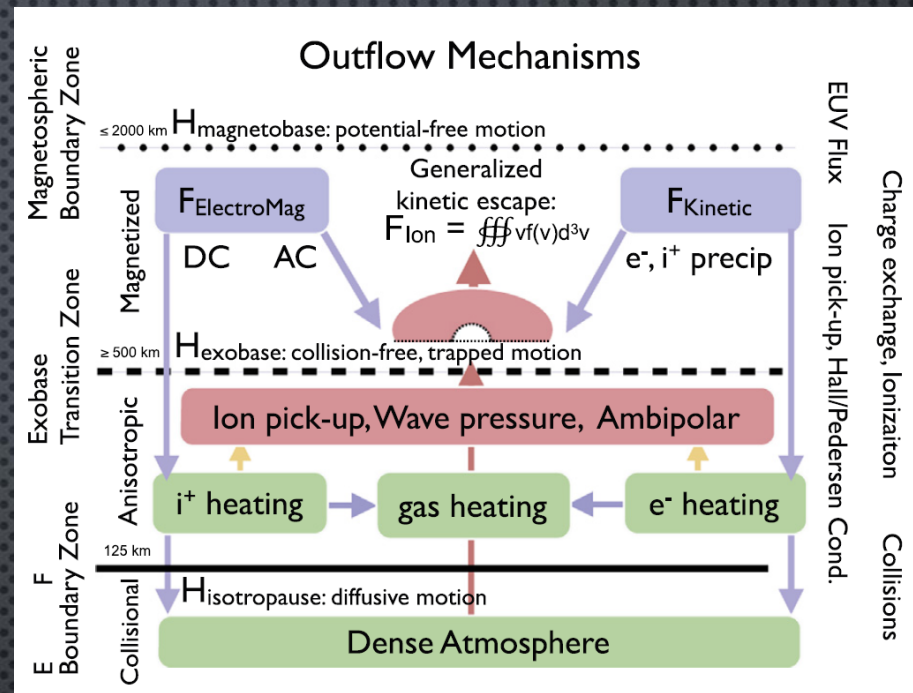 Outflow Mechanisms
Magnetospheric
Boundary Zone
≤ 2000 km Hmagnetobase: potential-free motion
Generalized
kinetic escape:
FIon = ∯∫vf(v)d³v
FElectroMag
DC AC
FKinetic
e-, i+ precip
Magnetized
Exobase
Transition Zone
≥ 500 km Hexobase: collision-free, trapped motion
Ion pick-up, Wave pressure, Ambipolar
Anisotropic
i+ heating
gas heating
e- heating
125 km
Hisotropause: diffusive motion
E F
Boundary Zone
Collisional
Dense Atmosphere
EUV Flux Ion pick-up, Hall/Pedersen Cond.
Charge exchange, Ionizaiton Collisions